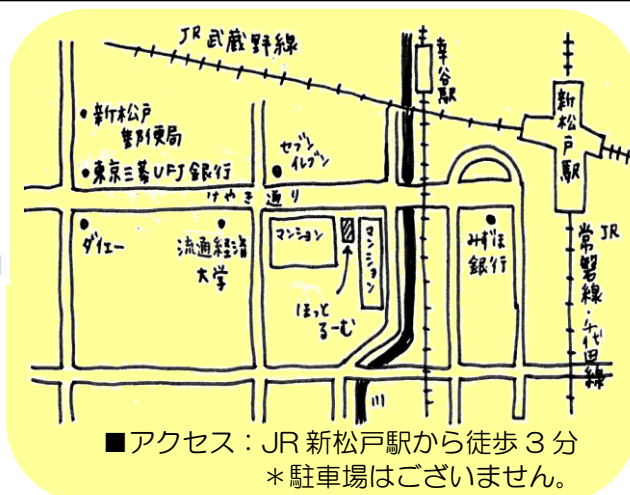 JR武蔵野線
幸谷駅
新松戸駅
新松戸
郵便局
セブン
イレブン
東京三菱UFJ銀行
けやき通り
ダイエー
流通経済
大学
マンション
マンション
ほっと
るーむ
みずほ
銀行
JR
常磐線・千代田線
川
■アクセス：JR新松戸駅から徒歩3分
＊駐車場はございません。